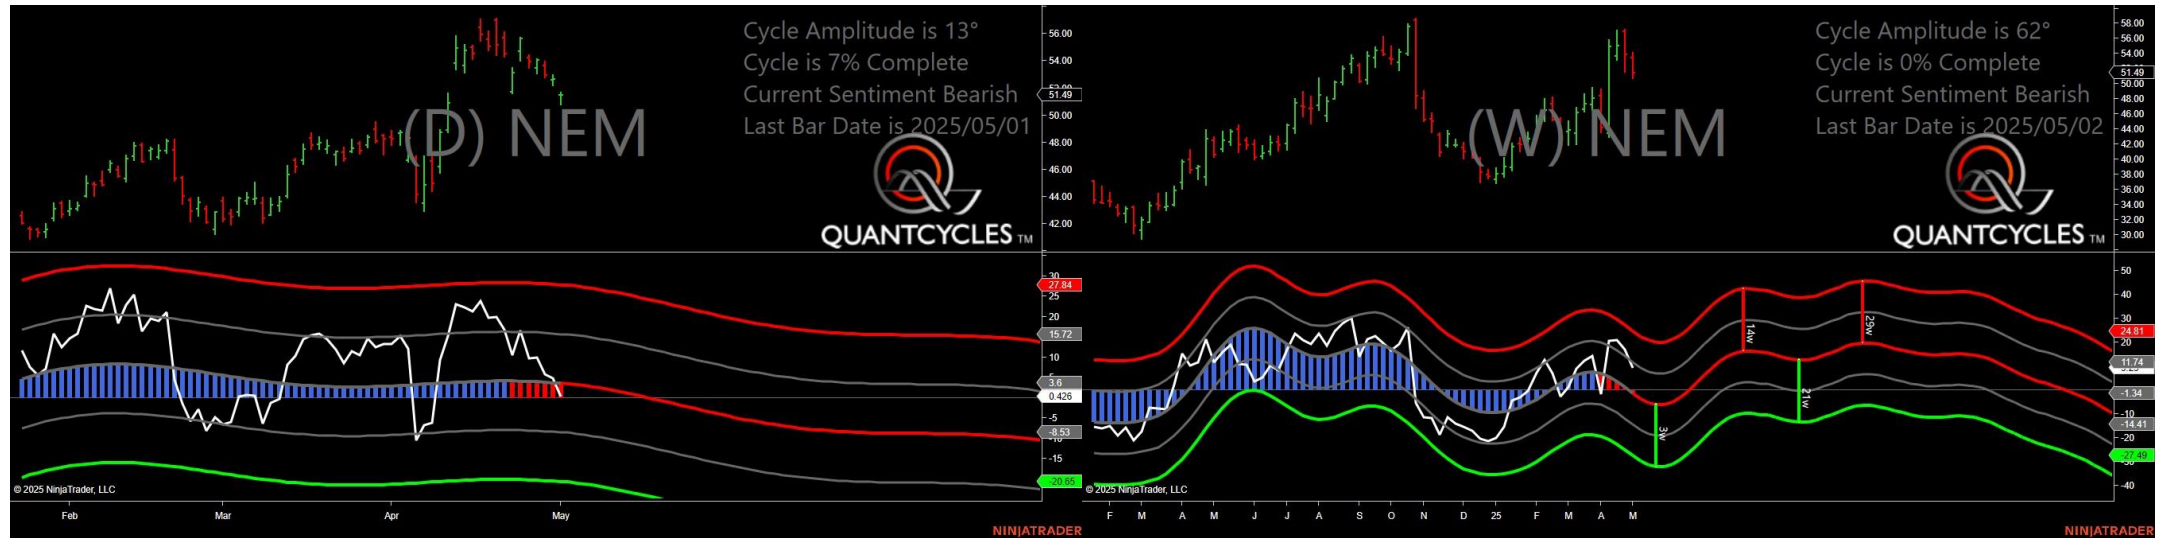 Cycle Amplitude is 13°
Cycle is 7% Complete
Current Sentiment Bearish
Last Bar Date is 2025/05/01
(D) NEM
QUANTCYCLES TM
56.00
54.00
51.49
50.00
48.00
46.00
44.00
42.00
30
27.84
25
20
15.72
10
3.6
0.426
-5
-8.53
-15
-20.65
© 2025 NinjaTrader, LLC
Feb Mar Apr May
NINJATRADER
Cycle Amplitude is 62°
Cycle is 0% Complete
Current Sentiment Bearish
Last Bar Date is 2025/05/02
(W) NEM
QUANTCYCLES TM
58.00
56.00
54.00
51.49
50.00
48.00
46.00
44.00
42.00
40.00
38.00
36.00
34.00
32.00
30.00
14w
29w
21w
3w
50
40
30
24.81
20
11.74
-1.34
-10
-14.41
-20
-27.49
-40
© 2025 NinjaTrader, LLC
F M A M J J A S O N D 25 F M A M
NINJATRADER